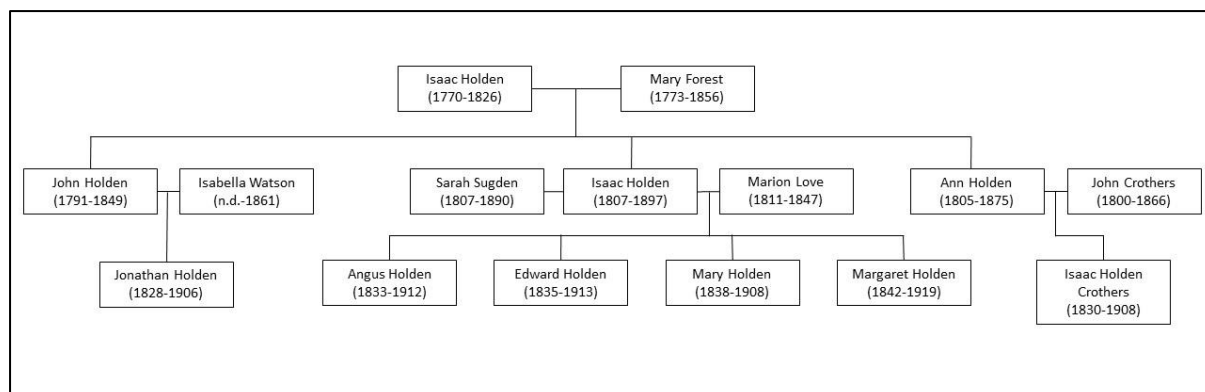 Isaac Holden
(1770-1826)
Mary Forest
(1773-1856)
John Holden
(1791-1849)
Isabella Watson
(n.d.-1861)
Sarah Sugden
(1807-1890)
Isaac Holden
(1807-1897)
Marion Love
(1811-1847)
Ann Holden
(1805-1875)
John Crothers
(1800-1866)
Jonathan Holden
(1828-1906)
Angus Holden
(1833-1912)
Edward Holden
(1835-1913)
Mary Holden
(1838-1908)
Margaret Holden
(1842-1919)
Isaac Holden
Crothers
(1830-1908)